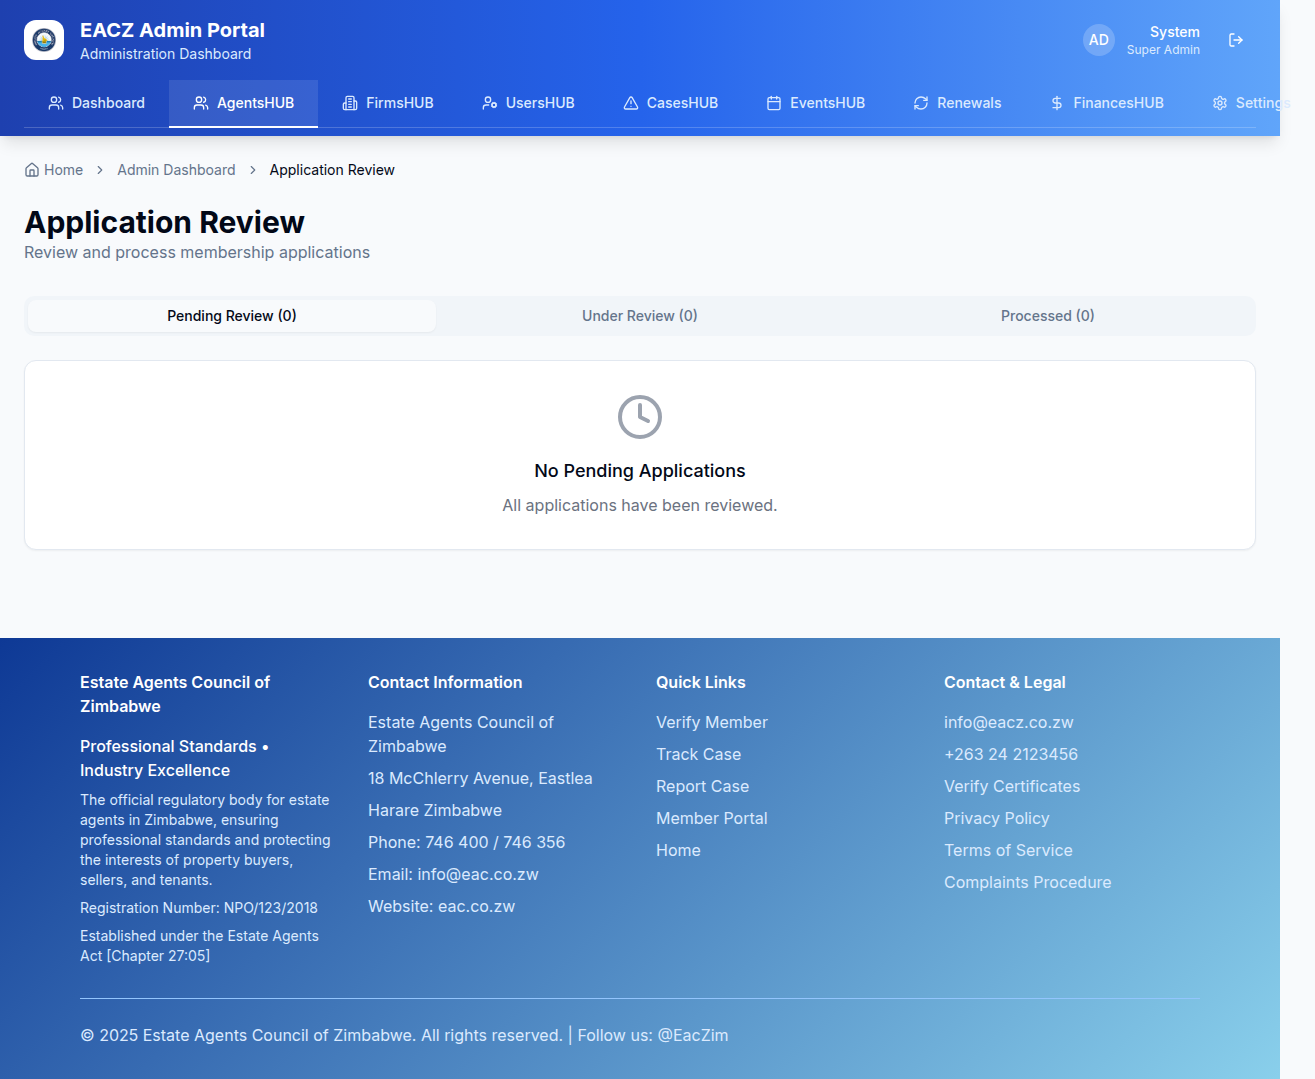 EACZ Admin Portal
Administration Dashboard
AD
System
Super Admin
Dashboard
AgentsHUB
FirmsHUB
UsersHUB
CasesHUB
EventsHUB
Renewals
FinancesHUB
Settings
Home
Admin Dashboard
Application Review
Application Review
Review and process membership applications
Pending Review (0)
Under Review (0)
Processed (0)
No Pending Applications
All applications have been reviewed.
Estate Agents Council of
Zimbabwe
Professional Standards •
Industry Excellence
The official regulatory body for estate
agents in Zimbabwe, ensuring
professional standards and protecting
the interests of property buyers,
sellers, and tenants.
Registration Number: NPO/123/2018
Established under the Estate Agents
Act [Chapter 27:05]
Contact Information
Estate Agents Council of
Zimbabwe
18 McChlerry Avenue, Eastlea
Harare Zimbabwe
Phone: 746 400 / 746 356
Email: info@eac.co.zw
Website: eac.co.zw
Quick Links
Verify Member
Track Case
Report Case
Member Portal
Home
Contact & Legal
info@eacz.co.zw
+263 24 2123456
Verify Certificates
Privacy Policy
Terms of Service
Complaints Procedure
© 2025 Estate Agents Council of Zimbabwe. All rights reserved. | Follow us: @EacZim